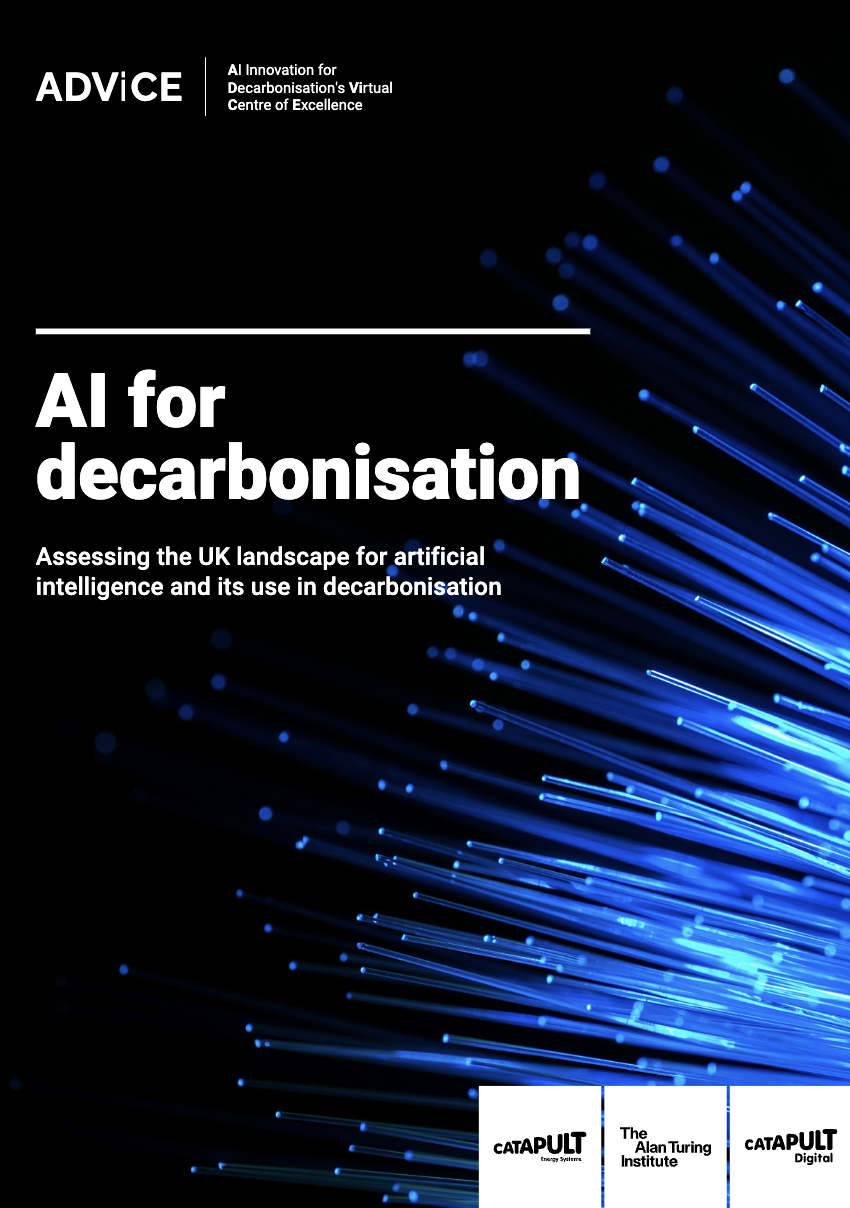 ADViCE
AI Innovation for
Decarbonisation's Virtual
Centre of Excellence
AI for
decarbonisation
Assessing the UK landscape for artificial
intelligence and its use in decarbonisation
CATAPULT
Energy Systems
The
Alan Turing
Institute
CATAPULT
Digital